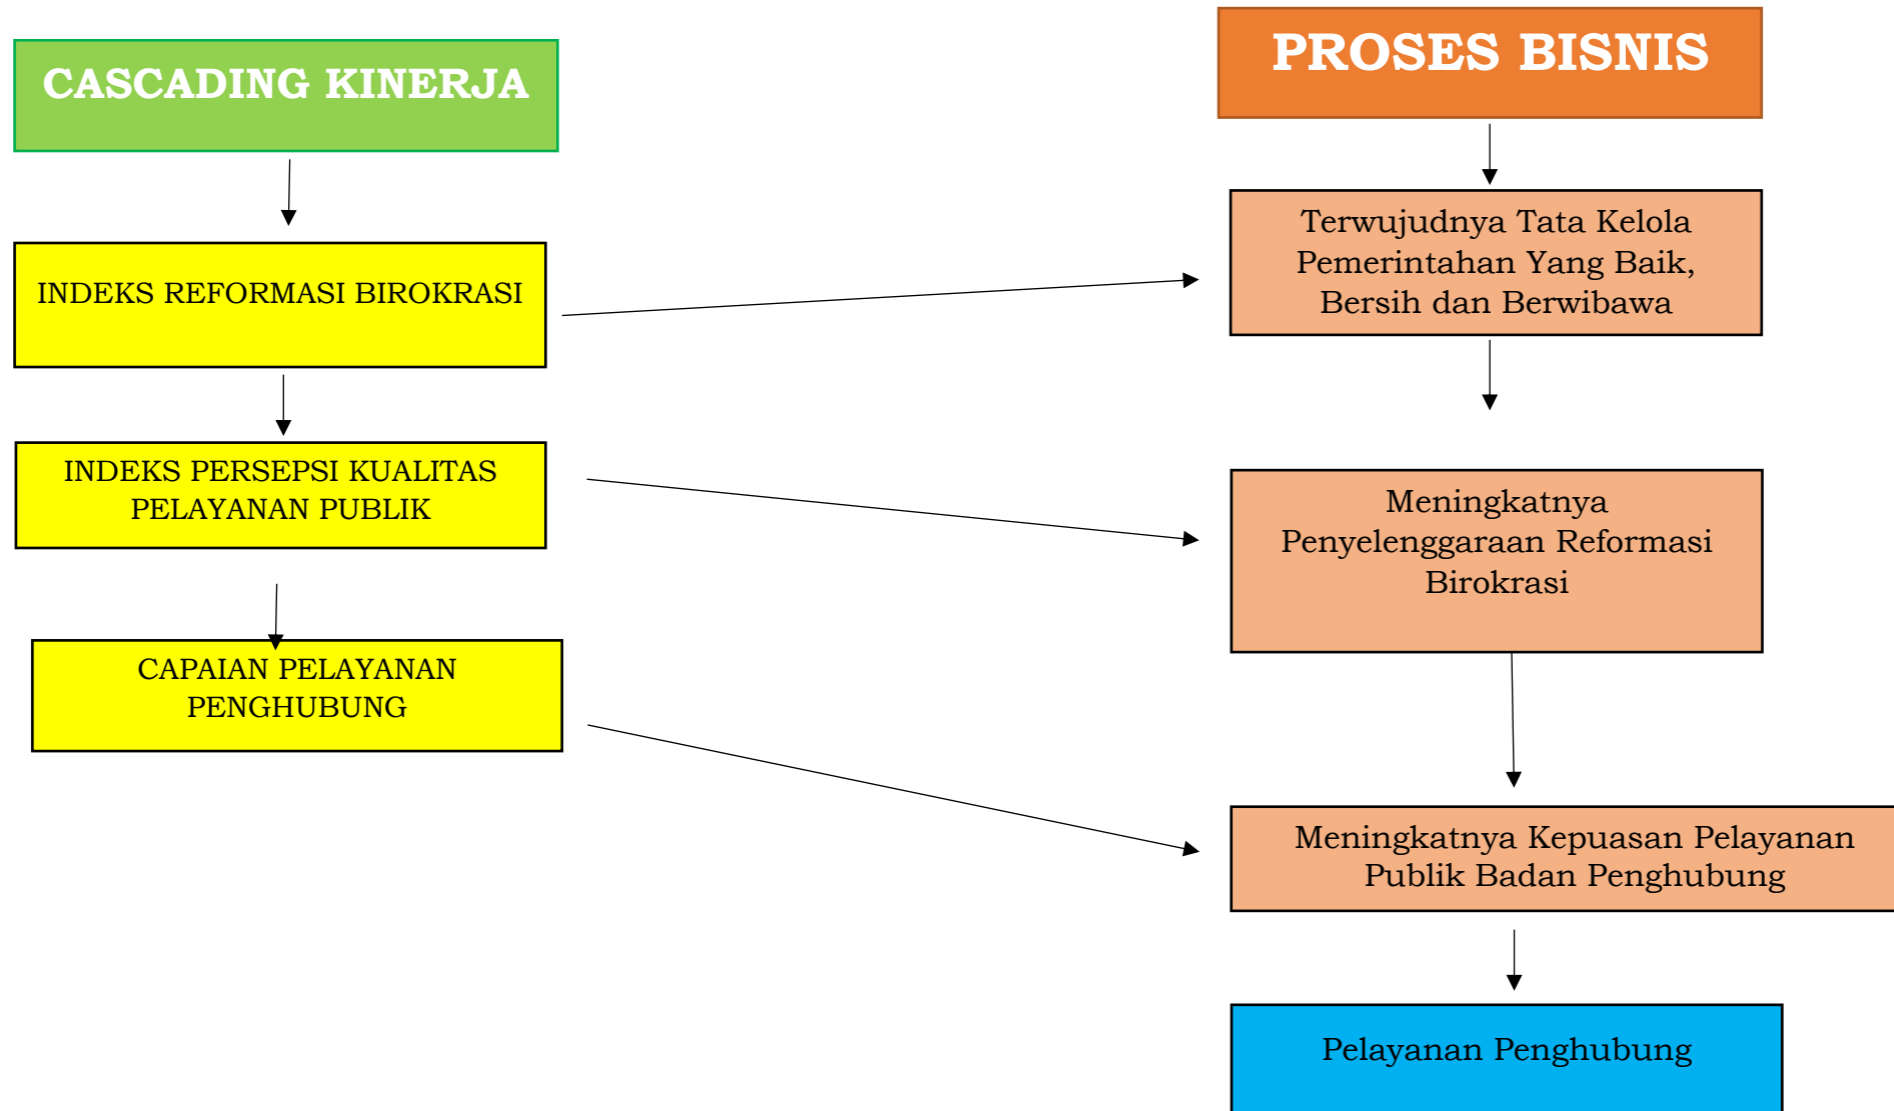 CASCADING KINERJA
INDEKS REFORMASI BIROKRASI
INDEKS PERSEPSI KUALITAS
PELAYANAN PUBLIK
CAPAIAN PELAYANAN
PENGHUBUNG
PROSES BISNIS
Terwujudnya Tata Kelola
Pemerintahan Yang Baik,
Bersih dan Berwibawa
Meningkatnya
Penyelenggaraan Reformasi
Birokrasi
Meningkatnya Kepuasan Pelayanan
Publik Badan Penghubung
Pelayanan Penghubung